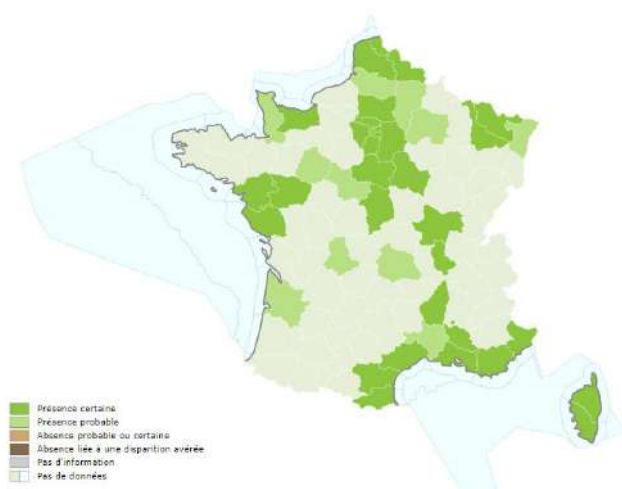 Présence certaine
Présence probable
Absence probable ou certaine
Absence liée à une disparition avérée
Pas d'information
Pas de données